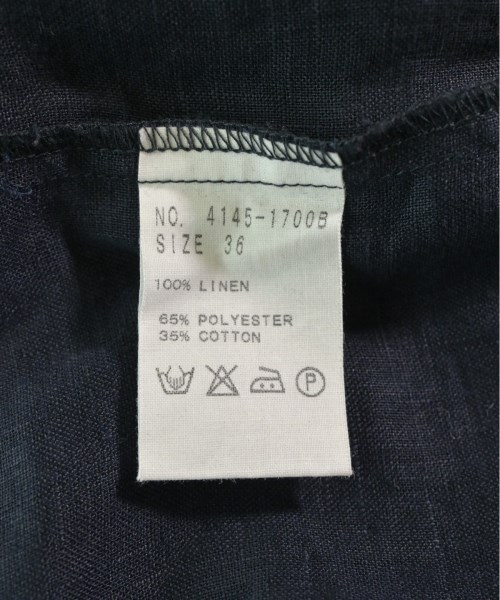 NO. 4145-1700B
SIZE 36
100% LINEN
65% POLYESTER
35% COTTON
P